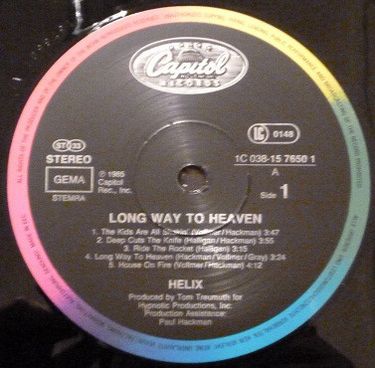 Capitol
RECORDS
ST 33
STEREO
GEMA
STEMRA
℗ 1985
Capitol
Rec., Inc.
LC 0148
1C 038-15 7650 1
A
Side 1
LONG WAY TO HEAVEN
1. The Kids Are All Shakin' (Vollmer/Hackman) 3:47
2. Deep Cuts The Knife (Halligan/Hackman) 3:55
3. Ride The Rocket (Halligan) 3:15
4. Long Way To Heaven (Hackman/Vollmer/Gray) 3:24
5. House On Fire (Vollmer/Hackman) 4:12
HELIX
Produced by Tom Treumuth for
Hypnotic Productions, Inc.
Production Assistance:
Paul Hackman